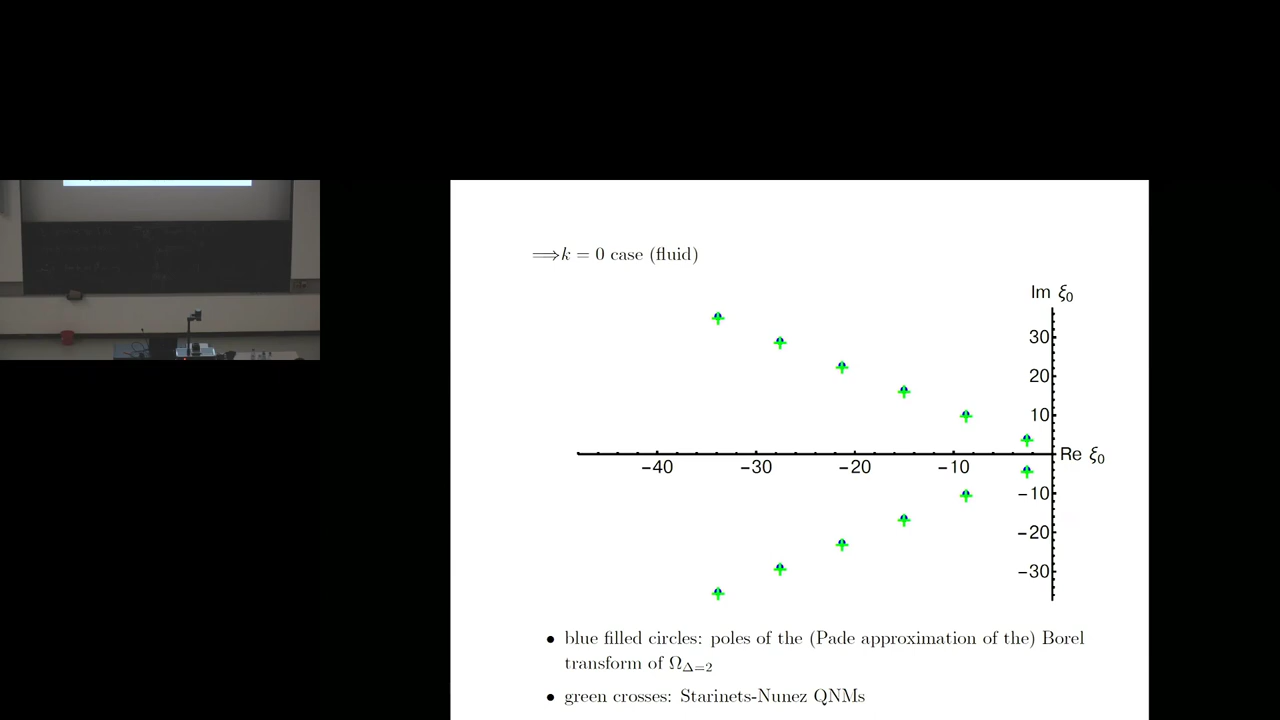 ⟹k = 0 case (fluid)
Im ξ₀
30
20
10
−40 −30 −20 −10 Re ξ₀
−10
−20
−30
• blue filled circles: poles of the (Pade approximation of the) Borel
transform of Ω_{Δ=2}
• green crosses: Starinets-Nunez QNMs